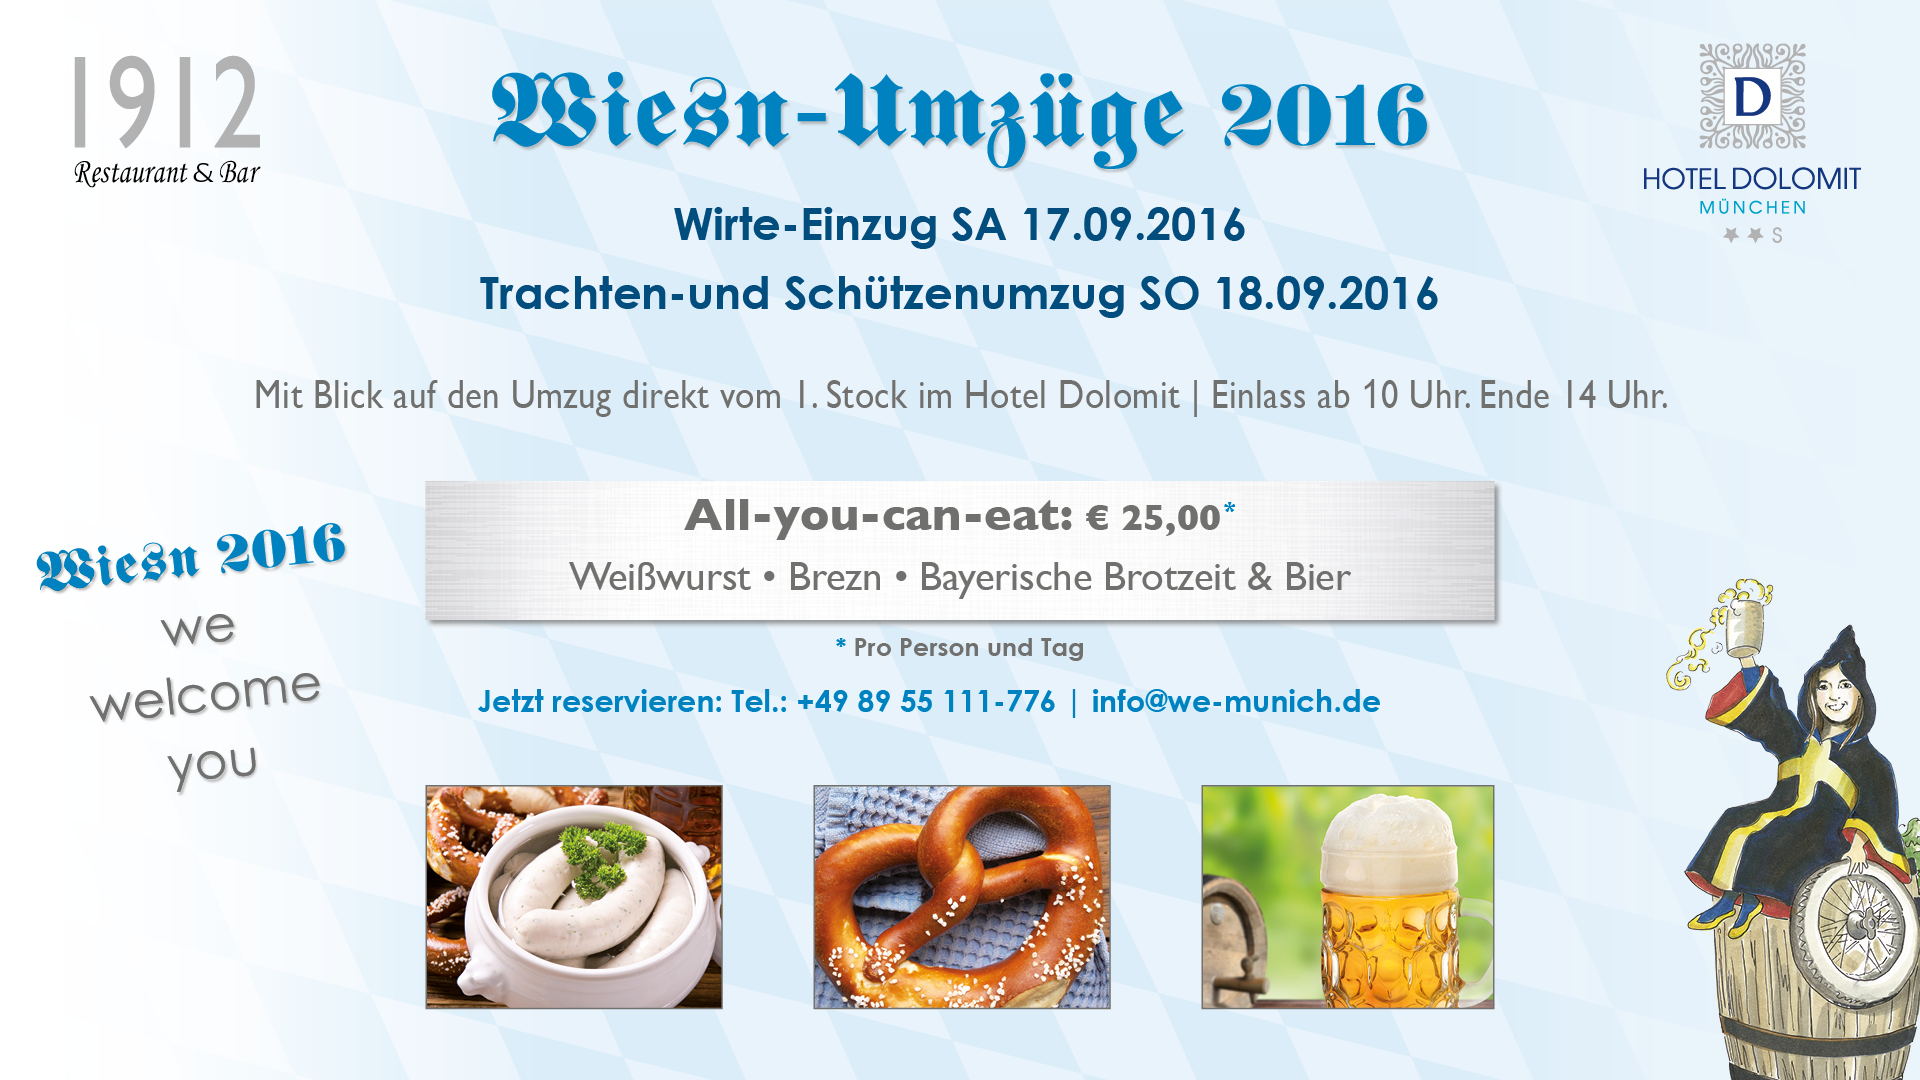 1912
Restaurant & Bar
Wiesn-Umzüge 2016
D
HOTEL DOLOMIT
MÜNCHEN
S
Wirte-Einzug SA 17.09.2016
Trachten-und Schützenumzug SO 18.09.2016
Mit Blick auf den Umzug direkt vom 1. Stock im Hotel Dolomit | Einlass ab 10 Uhr. Ende 14 Uhr.
All-you-can-eat: € 25,00*
Weißwurst • Brezn • Bayerische Brotzeit & Bier
* Pro Person und Tag
Jetzt reservieren: Tel.: +49 89 55 111-776 | info@we-munich.de
Wiesn 2016
we
welcome
you